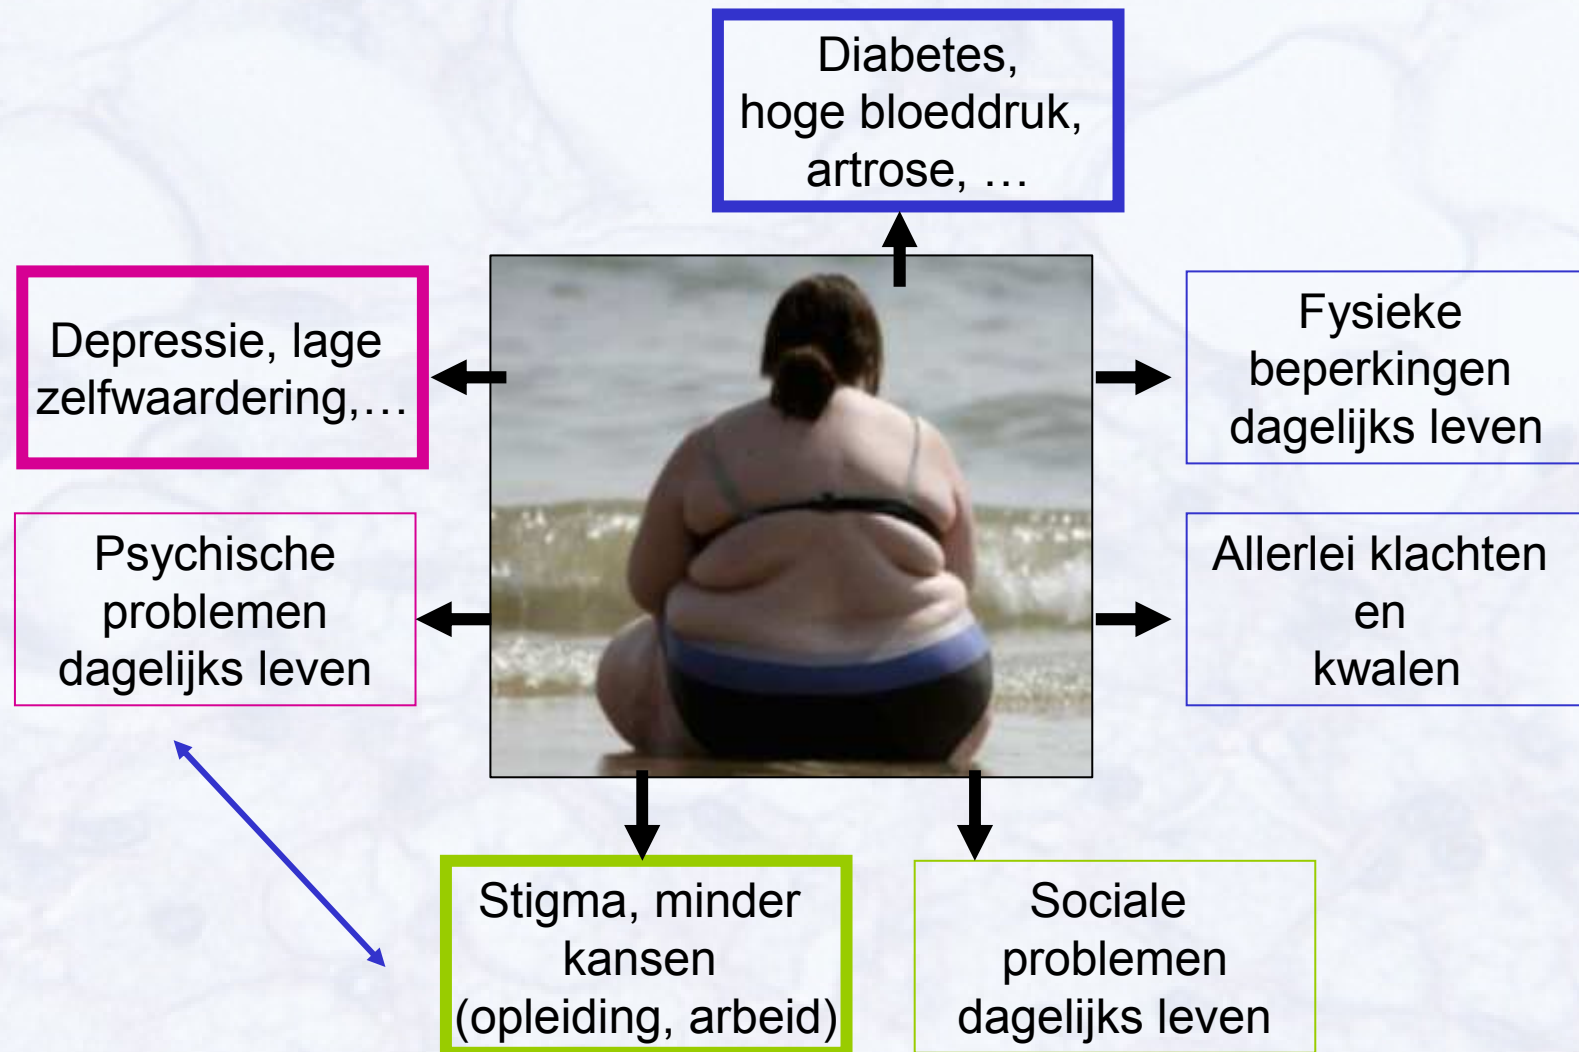 Diabetes,
hoge bloeddruk,
artrose, …
Depressie, lage
zelfwaardering,…
Fysieke
beperkingen
dagelijks leven
Psychische
problemen
dagelijks leven
Allerlei klachten
en
kwalen
Stigma, minder
kansen
(opleiding, arbeid)
Sociale
problemen
dagelijks leven